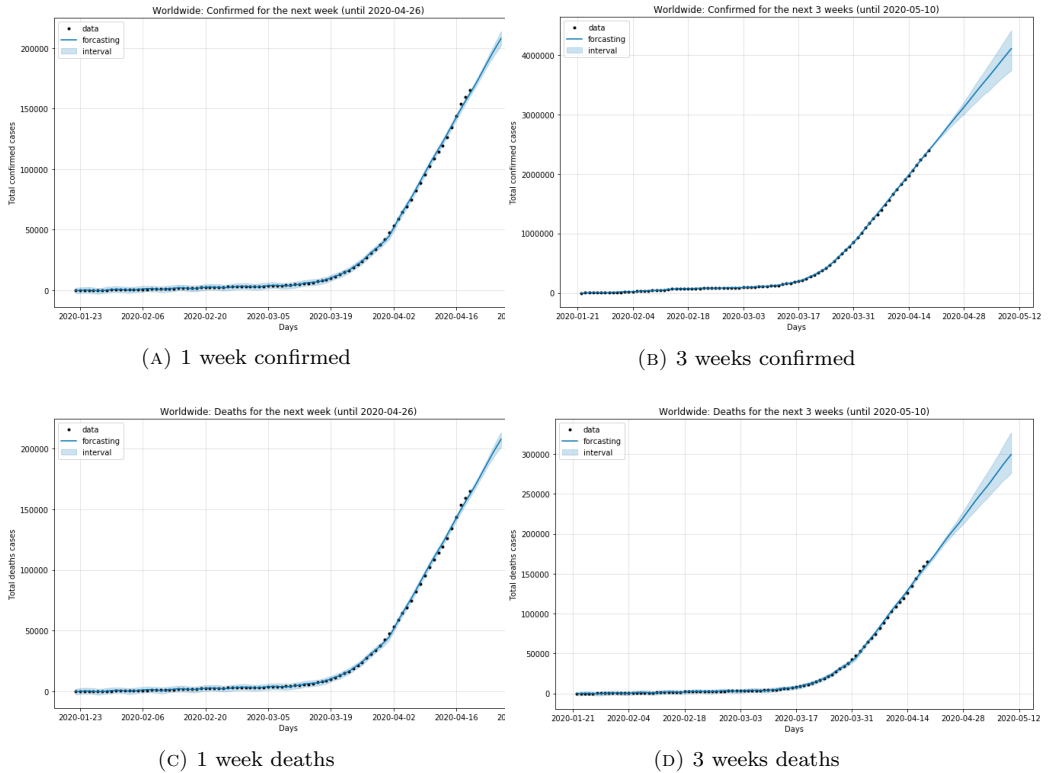 Worldwide: Confirmed for the next week (until 2020-04-26)
data
forcasting
interval
200000
150000
100000
50000
0
Total confirmed cases
2020-01-23 2020-02-06 2020-02-20 2020-03-05 2020-03-19 2020-04-02 2020-04-16 20
Days
(A) 1 week confirmed
Worldwide: Confirmed for the next 3 weeks (until 2020-05-10)
data
forcasting
interval
4000000
3000000
2000000
1000000
0
Total confirmed cases
2020-01-21 2020-02-04 2020-02-18 2020-03-03 2020-03-17 2020-03-31 2020-04-14 2020-04-28 2020-05-12
Days
(B) 3 weeks confirmed
Worldwide: Deaths for the next week (until 2020-04-26)
data
forcasting
interval
200000
150000
100000
50000
0
Total deaths cases
2020-01-23 2020-02-06 2020-02-20 2020-03-05 2020-03-19 2020-04-02 2020-04-16 20
Days
(C) 1 week deaths
Worldwide: Deaths for the next 3 weeks (until 2020-05-10)
data
forcasting
interval
300000
250000
200000
150000
100000
50000
0
Total deaths cases
2020-01-21 2020-02-04 2020-02-18 2020-03-03 2020-03-17 2020-03-31 2020-04-14 2020-04-28 2020-05-12
Days
(D) 3 weeks deaths